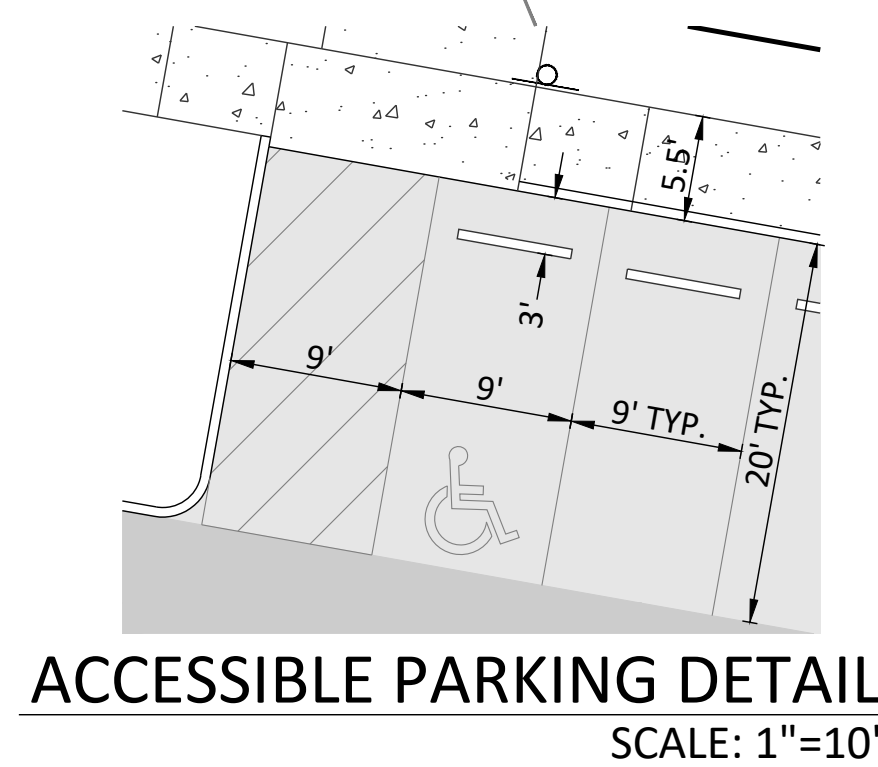 5.5'
3'
9'
9'
9' TYP.
20' TYP.
ACCESSIBLE PARKING DETAIL
SCALE: 1"=10'